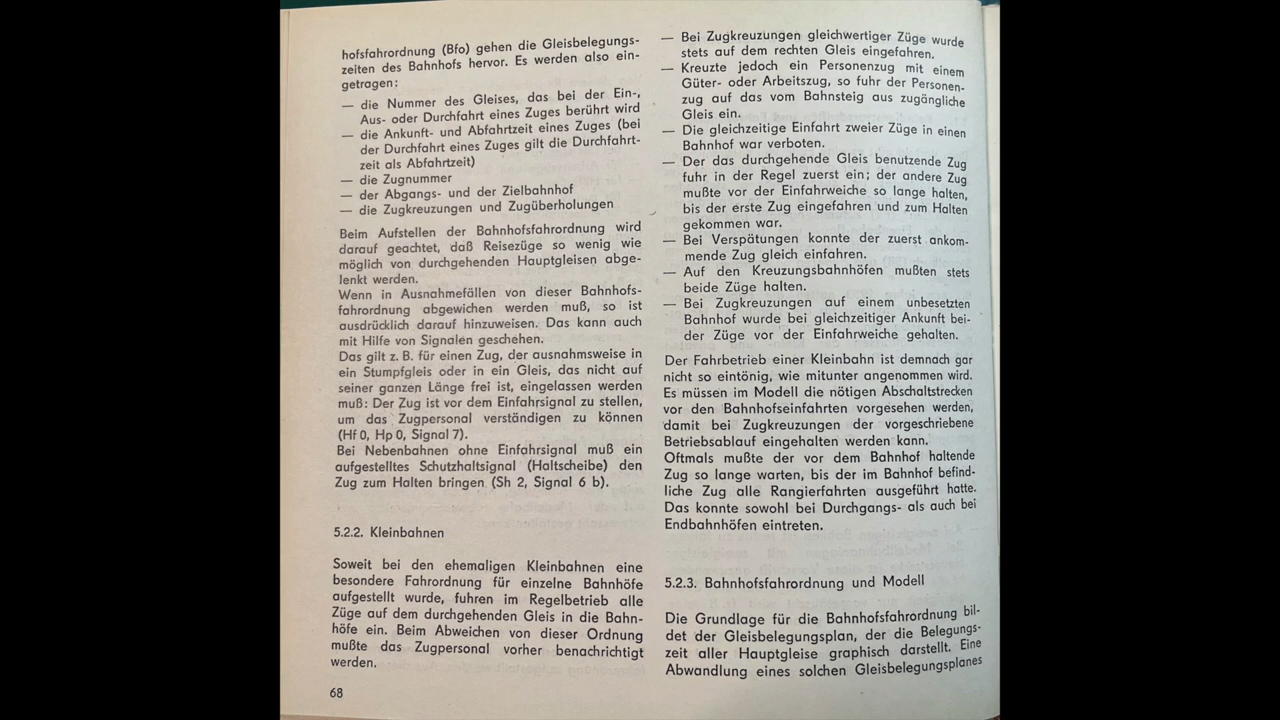 hofsfahrordnung (Bfo) gehen die Gleisbelegungs-
zeiten des Bahnhofs hervor. Es werden also ein-
getragen:
— die Nummer des Gleises, das bei der Ein-,
Aus- oder Durchfahrt eines Zuges berührt wird
— die Ankunft- und Abfahrtzeit eines Zuges (bei
der Durchfahrt eines Zuges gilt die Durchfahrt-
zeit als Abfahrtzeit)
— die Zugnummer
— der Abgangs- und der Zielbahnhof
— die Zugkreuzungen und Zugüberholungen
Beim Aufstellen der Bahnhofsfahrordnung wird
darauf geachtet, daß Reisezüge so wenig wie
möglich von durchgehenden Hauptgleisen abge-
lenkt werden.
Wenn in Ausnahmefällen von dieser Bahnhofs-
fahrordnung abgewichen werden muß, so ist
ausdrücklich darauf hinzuweisen. Das kann auch
mit Hilfe von Signalen geschehen.
Das gilt z. B. für einen Zug, der ausnahmsweise in
ein Stumpfgleis oder in ein Gleis, das nicht auf
seiner ganzen Länge frei ist, eingelassen werden
muß: Der Zug ist vor dem Einfahrsignal zu stellen,
um das Zugpersonal verständigen zu können
(Hf 0, Hp 0, Signal 7).
Bei Nebenbahnen ohne Einfahrsignal muß ein
aufgestelltes Schutzhaltsignal (Haltscheibe) den
Zug zum Halten bringen (Sh 2, Signal 6 b).
5.2.2. Kleinbahnen
Soweit bei den ehemaligen Kleinbahnen eine
besondere Fahrordnung für einzelne Bahnhöfe
aufgestellt wurde, fuhren im Regelbetrieb alle
Züge auf dem durchgehenden Gleis in die Bahn-
höfe ein. Beim Abweichen von dieser Ordnung
mußte das Zugpersonal vorher benachrichtigt
werden.
68
— Bei Zugkreuzungen gleichwertiger Züge wurde
stets auf dem rechten Gleis eingefahren.
— Kreuzte jedoch ein Personenzug mit einem
Güter- oder Arbeitszug, so fuhr der Personen-
zug auf das vom Bahnsteig aus zugängliche
Gleis ein.
— Die gleichzeitige Einfahrt zweier Züge in einen
Bahnhof war verboten.
— Der das durchgehende Gleis benutzende Zug
fuhr in der Regel zuerst ein; der andere Zug
mußte vor der Einfahrweiche so lange halten,
bis der erste Zug eingefahren und zum Halten
gekommen war.
— Bei Verspätungen konnte der zuerst ankom-
mende Zug gleich einfahren.
— Auf den Kreuzungsbahnhöfen mußten stets
beide Züge halten.
— Bei Zugkreuzungen auf einem unbesetzten
Bahnhof wurde bei gleichzeitiger Ankunft bei-
der Züge vor der Einfahrweiche gehalten.
Der Fahrbetrieb einer Kleinbahn ist demnach gar
nicht so eintönig, wie mitunter angenommen wird.
Es müssen im Modell die nötigen Abschaltstrecken
vor den Bahnhofseinfahrten vorgesehen werden,
damit bei Zugkreuzungen der vorgeschriebene
Betriebsablauf eingehalten werden kann.
Oftmals mußte der vor dem Bahnhof haltende
Zug so lange warten, bis der im Bahnhof befind-
liche Zug alle Rangierfahrten ausgeführt hatte.
Das konnte sowohl bei Durchgangs- als auch bei
Endbahnhöfen eintreten.
5.2.3. Bahnhofsfahrordnung und Modell
Die Grundlage für die Bahnhofsfahrordnung bil-
det der Gleisbelegungsplan, der die Belegungs-
zeit aller Hauptgleise graphisch darstellt. Eine
Abwandlung eines solchen Gleisbelegungsplanes